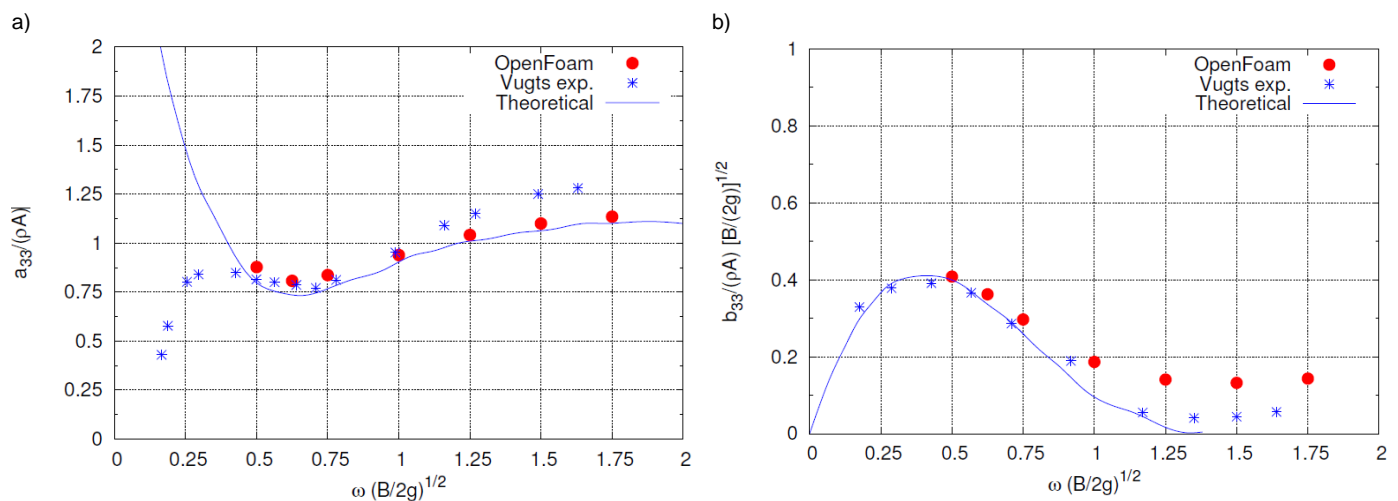 a)
2
1.75
1.5
1.25
1
0.75
0.5
0.25
0
a33/(ρA)|
OpenFoam
Vugts exp.
Theoretical
0 0.25 0.5 0.75 1 1.25 1.5 1.75 2
ω (B/2g)^1/2
b)
1
0.8
0.6
0.4
0.2
0
b33/(ρA) [B/(2g)]^1/2
OpenFoam
Vugts exp.
Theoretical
0 0.25 0.5 0.75 1 1.25 1.5 1.75 2
ω (B/2g)^1/2